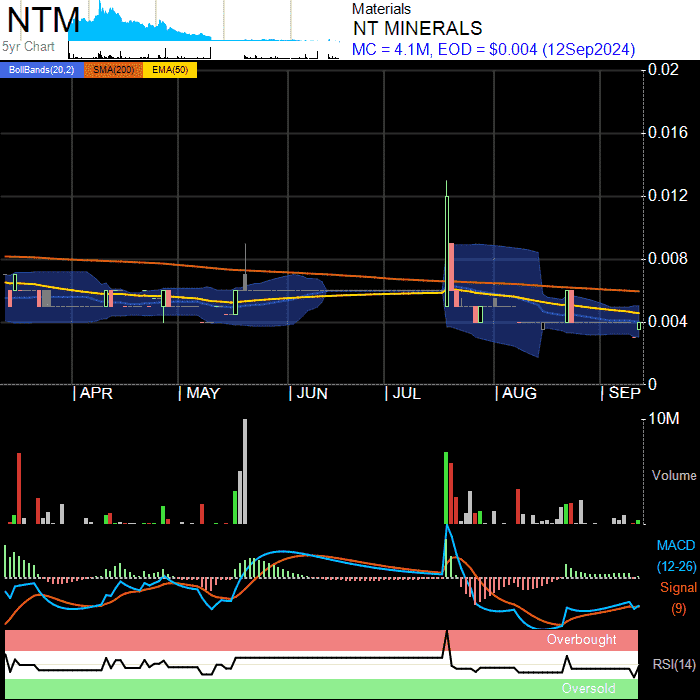 NTM
5yr Chart
Materials
NT MINERALS
MC = 4.1M, EOD = $0.004 (12Sep2024)
BollBands(20,2) SMA(200) EMA(50)
0.02
0.016
0.012
0.008
0.004
0
APR MAY JUN JUL AUG SEP
10M
Volume
MACD
(12-26)
Signal
(9)
Overbought
RSI(14)
Oversold